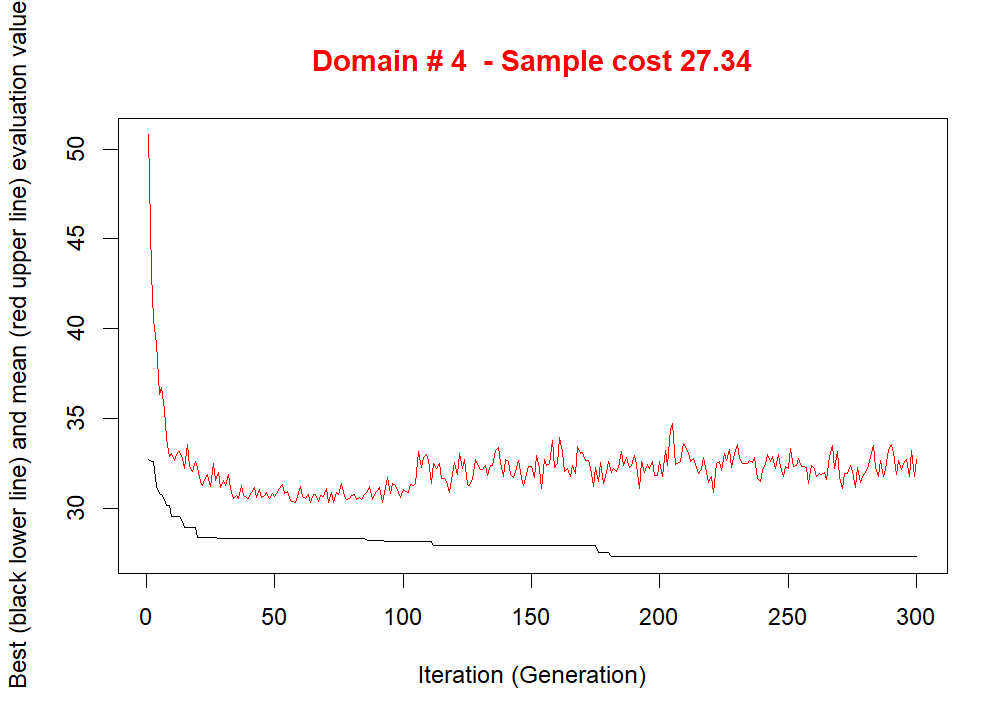 Domain # 4  - Sample cost 27.34
Best (black lower line) and mean (red upper line) evaluation value
50
45
40
35
30
0 50 100 150 200 250 300
Iteration (Generation)